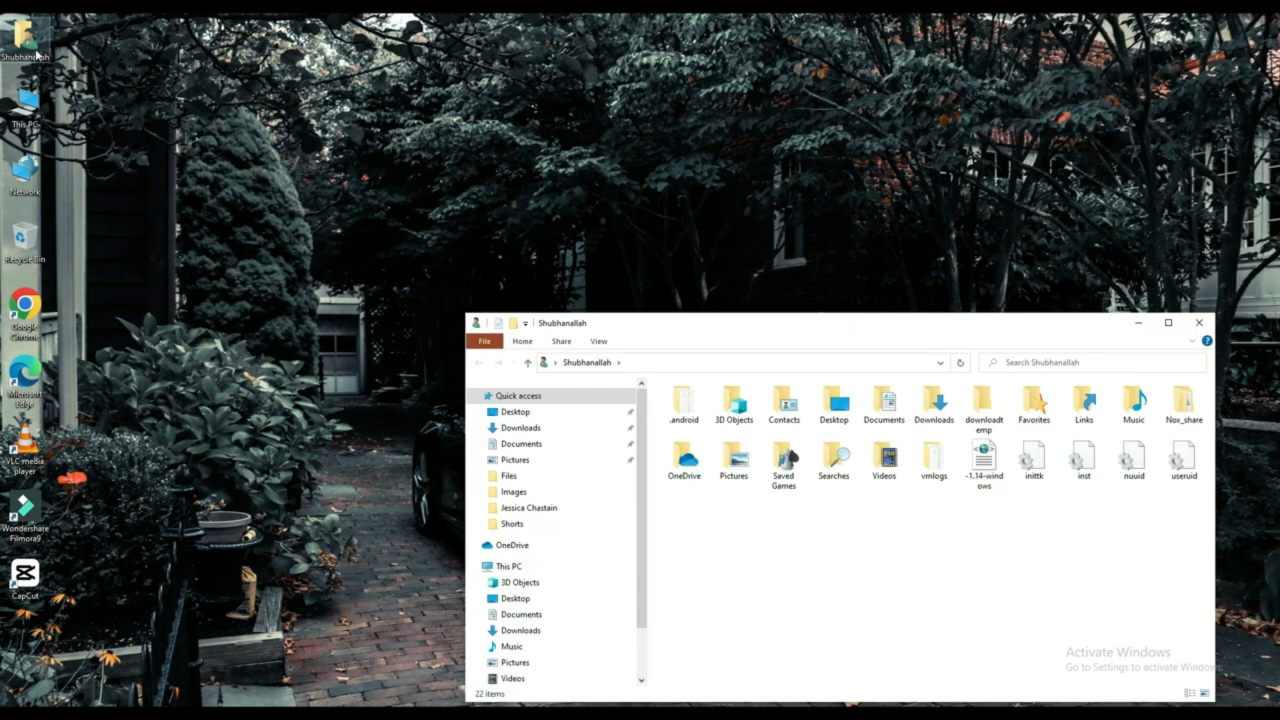 Shubhanallah
This PC
Network
Recycle Bin
Google
Chrome
Microsoft
Edge
VLC media
player
Wondershare
Filmora9
CapCut
Shubhanallah
File
Home
Share
View
Shubhanallah
Search Shubhanallah
Quick access
Desktop
Downloads
Documents
Pictures
Files
Images
Jessica Chastain
Shorts
OneDrive
This PC
3D Objects
Desktop
Documents
Downloads
Music
Pictures
Videos
.android
3D Objects
Contacts
Desktop
Documents
Downloads
downloadt
emp
Favorites
Links
Music
Nox_share
OneDrive
Pictures
Saved
Games
Searches
Videos
vmlogs
-1.14-wind
ows
inittk
inst
nuuid
useruid
Activate Windows
Go to Settings to activate Windows
22 items